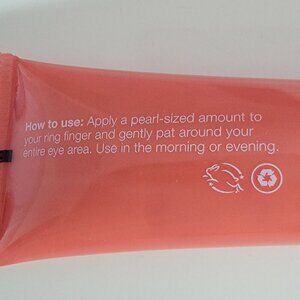 How to use: Apply a pearl-sized amount to
your ring finger and gently pat around your
entire eye area. Use in the morning or evening.